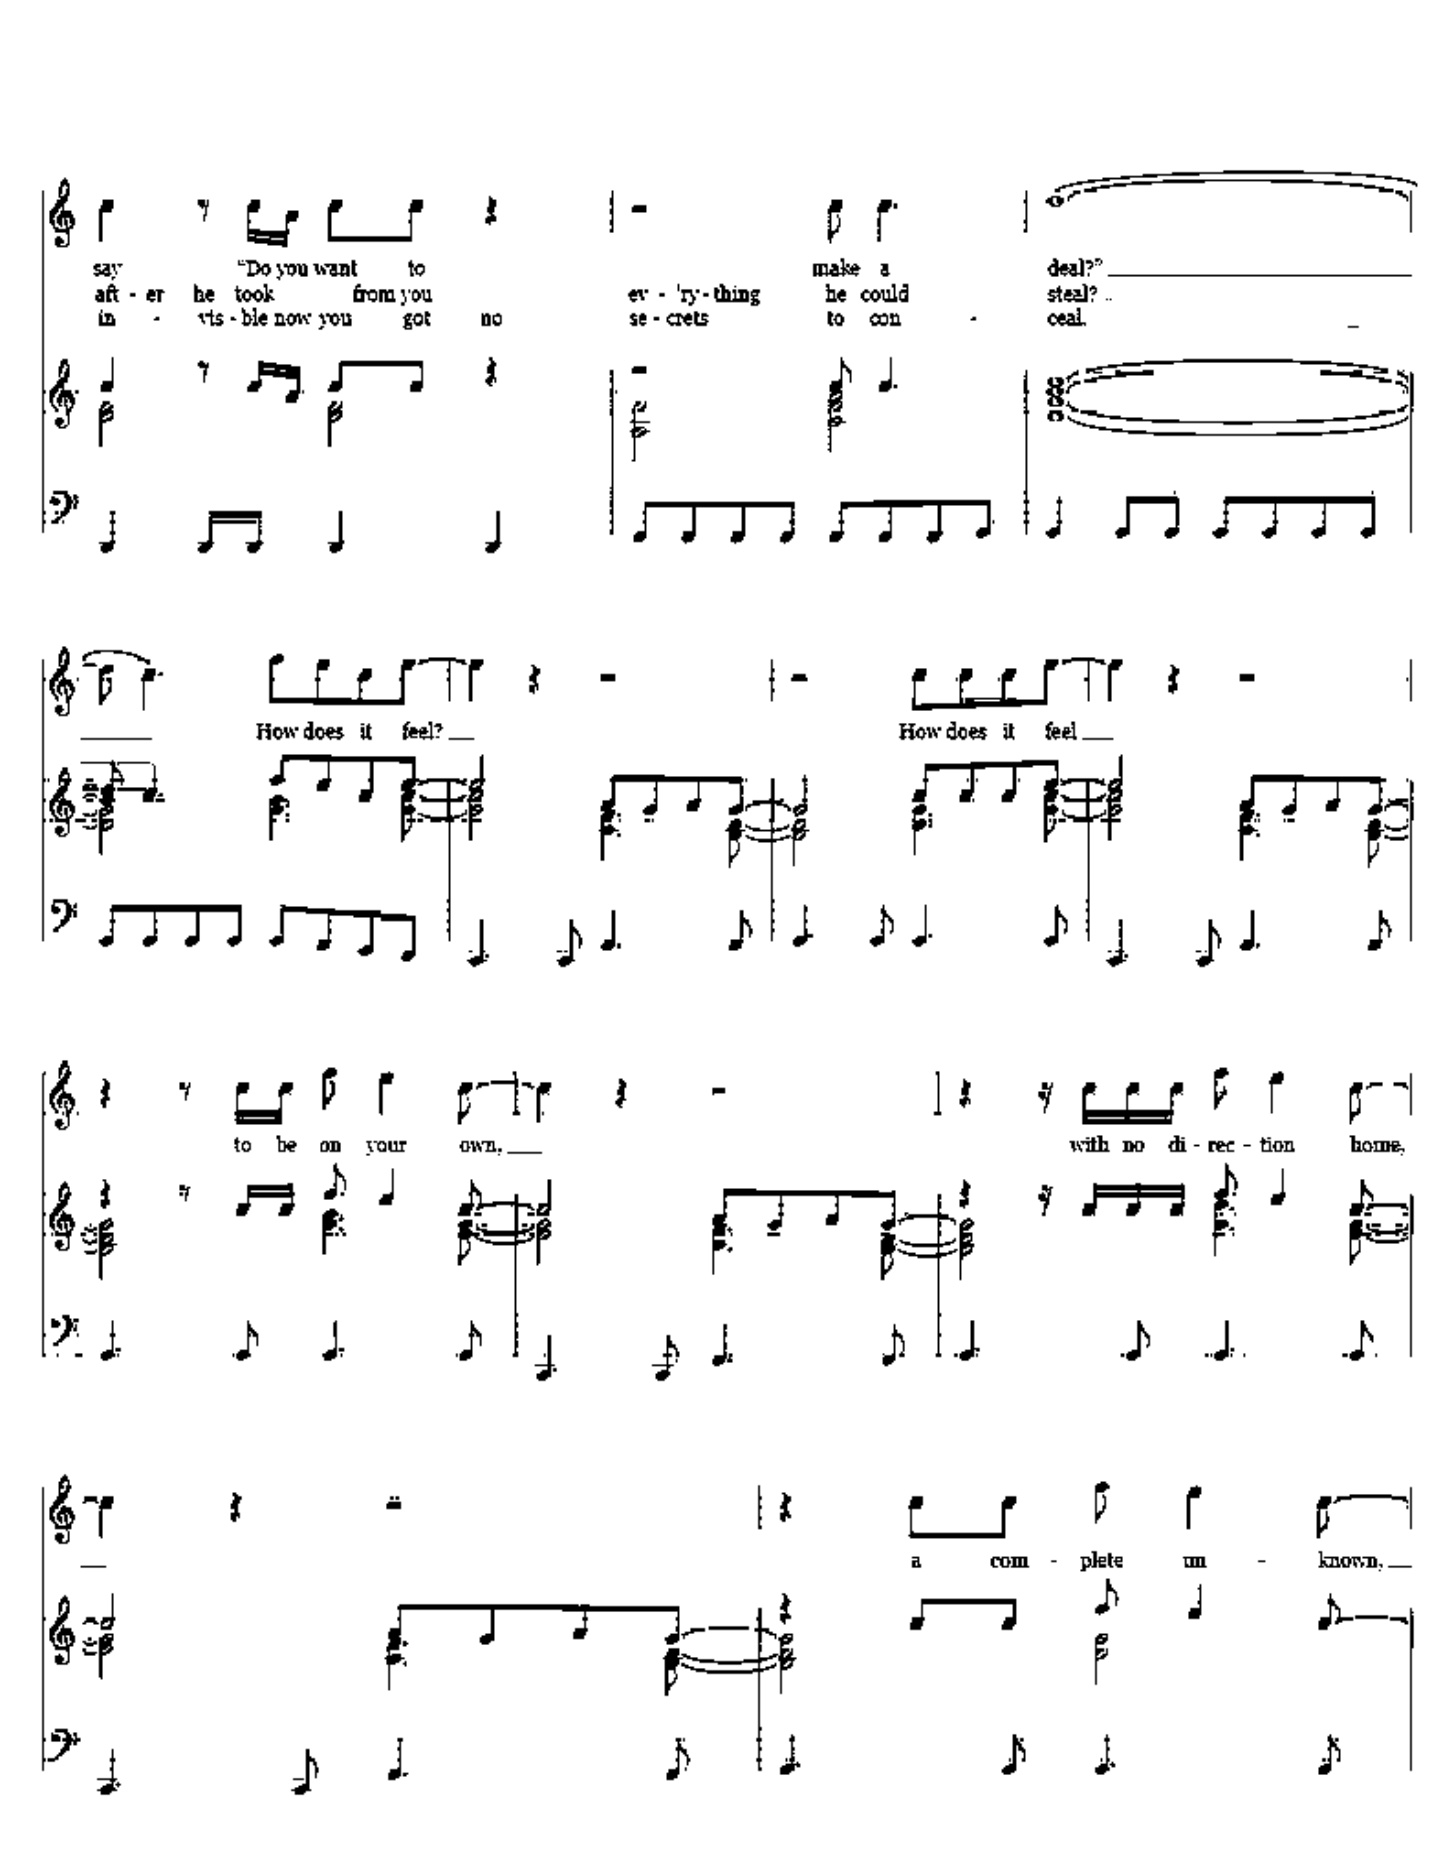 say "Do you want to make a deal?"
aft - er he took from you ev - 'ry - thing he could steal?
in - vis - ble now you got no se - crets to con - ceal.
How does it feel? How does it feel
to be on your own, with no di - rec - tion home,
a com - plete un - known,